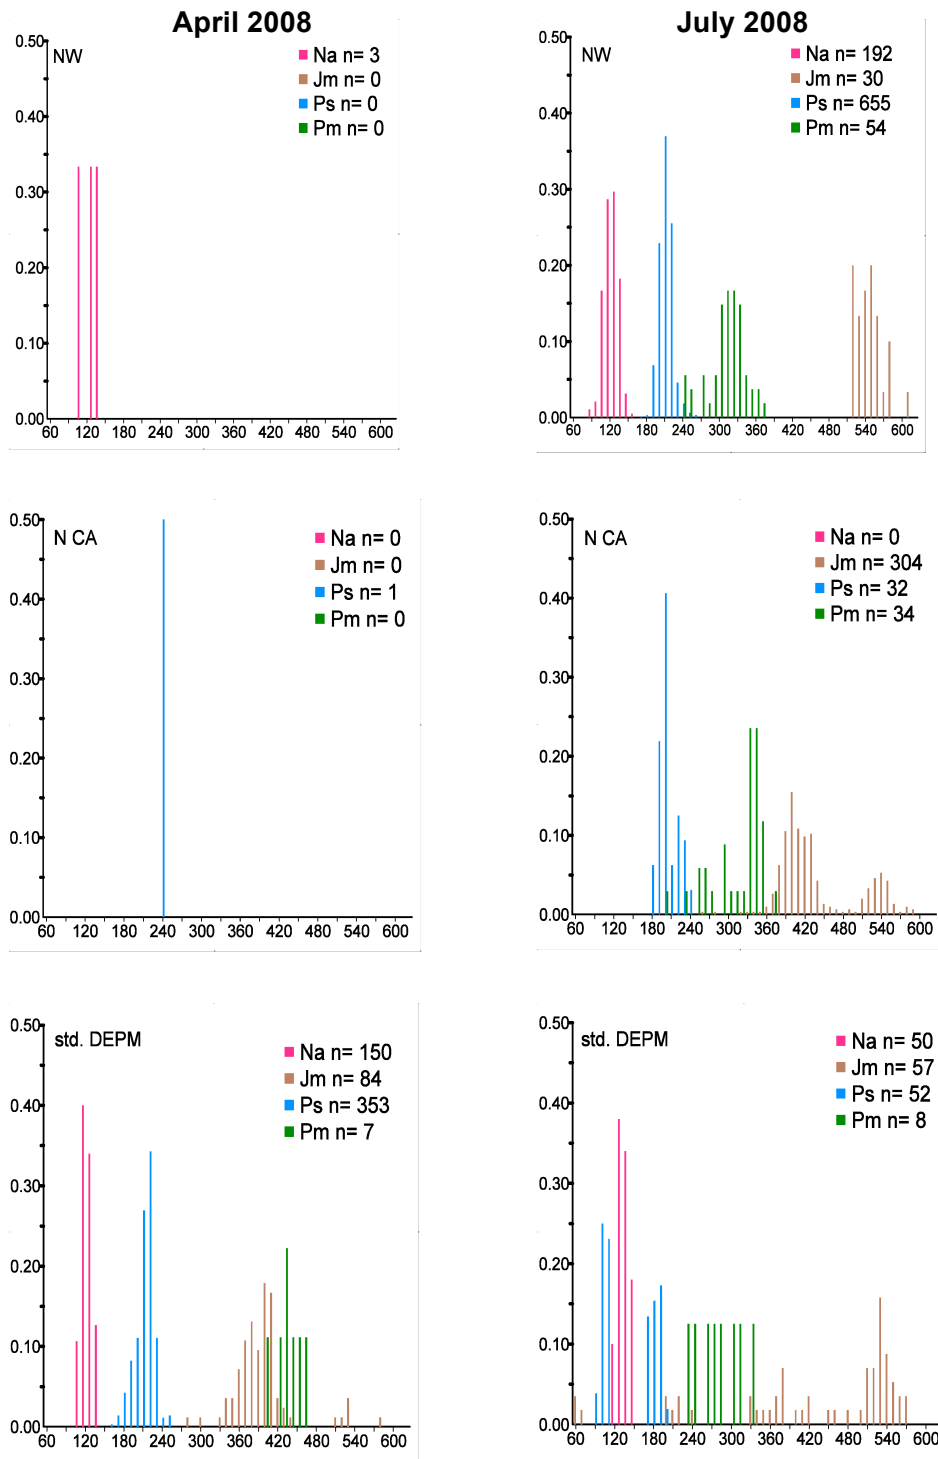 April 2008
July 2008
NW
Na n= 3
Jm n= 0
Ps n= 0
Pm n= 0
0.50
0.40
0.30
0.20
0.10
0.00
60 120 180 240 300 360 420 480 540 600
NW
Na n= 192
Jm n= 30
Ps n= 655
Pm n= 54
0.50
0.40
0.30
0.20
0.10
0.00
60 120 180 240 300 360 420 480 540 600
N CA
Na n= 0
Jm n= 0
Ps n= 1
Pm n= 0
0.50
0.40
0.30
0.20
0.10
0.00
60 120 180 240 300 360 420 480 540 600
N CA
Na n= 0
Jm n= 304
Ps n= 32
Pm n= 34
0.50
0.40
0.30
0.20
0.10
0.00
60 120 180 240 300 360 420 480 540 600
std. DEPM
Na n= 150
Jm n= 84
Ps n= 353
Pm n= 7
0.50
0.40
0.30
0.20
0.10
0.00
60 120 180 240 300 360 420 480 540 600
std. DEPM
Na n= 50
Jm n= 57
Ps n= 52
Pm n= 8
0.50
0.40
0.30
0.20
0.10
0.00
60 120 180 240 300 360 420 480 540 600